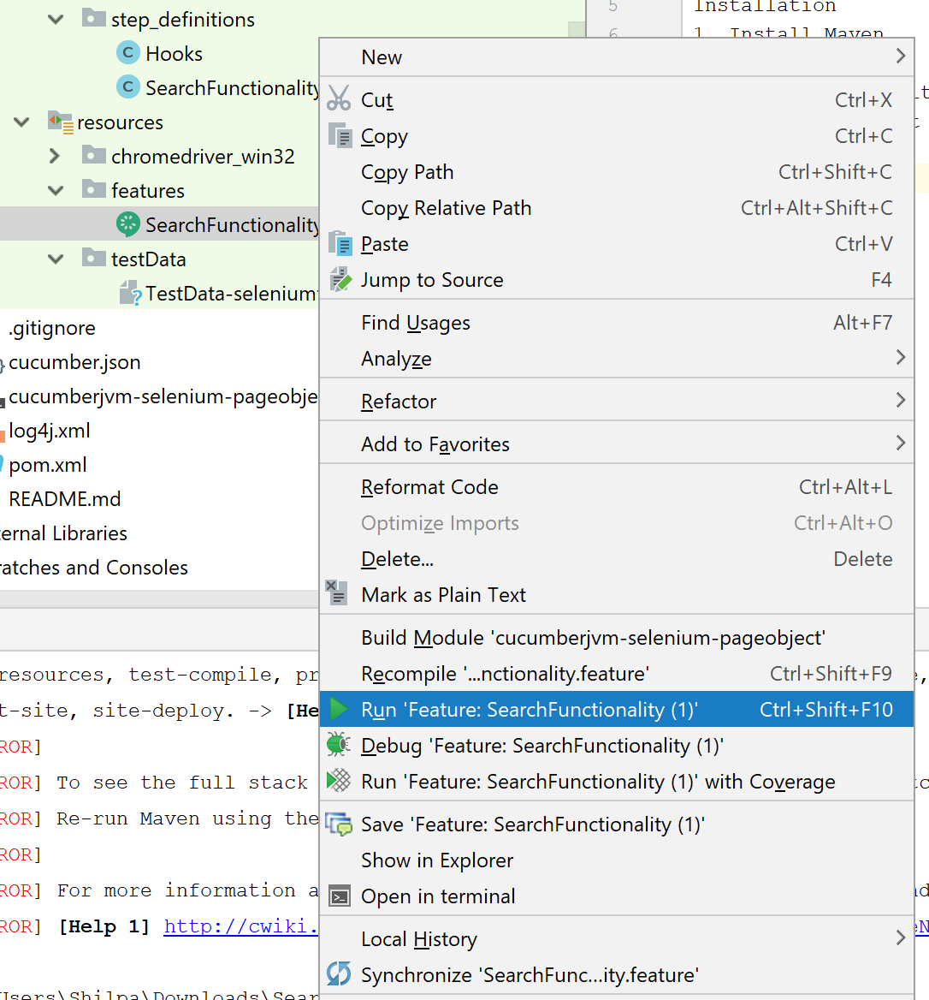 step_definitions
C Hooks
C SearchFunctionality
resources
chromedriver_win32
features
SearchFunctionality
testData
TestData-selenium
.gitignore
cucumber.json
cucumberjvm-selenium-pageobje
log4j.xml
pom.xml
README.md
ernal Libraries
ratches and Consoles
5 Installation
6 1. Install Maven
New
Cut Ctrl+X
Copy Ctrl+C
Copy Path Ctrl+Shift+C
Copy Relative Path Ctrl+Alt+Shift+C
Paste Ctrl+V
Jump to Source F4
Find Usages Alt+F7
Analyze
Refactor
Add to Favorites
Reformat Code Ctrl+Alt+L
Optimize Imports Ctrl+Alt+O
Delete... Delete
Mark as Plain Text
Build Module 'cucumberjvm-selenium-pageobject'
Recompile '...nctionality.feature' Ctrl+Shift+F9
Run 'Feature: SearchFunctionality (1)' Ctrl+Shift+F10
Debug 'Feature: SearchFunctionality (1)'
Run 'Feature: SearchFunctionality (1)' with Coverage
Save 'Feature: SearchFunctionality (1)'
Show in Explorer
Open in terminal
Local History
Synchronize 'SearchFunc...ity.feature'
resources, test-compile, pr
t-site, site-deploy. -> [He
ROR]
ROR] To see the full stack
ROR] Re-run Maven using the
ROR]
ROR] For more information a
ROR] [Help 1] http://cwiki.
Users\Shilpa\Downloads\Sear